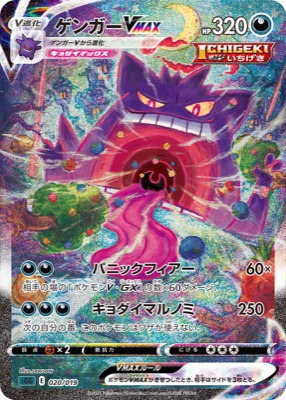 V進化
ゲンガーVMAX
HP320
ゲンガーVから進化
キョダイマックス
ICHIGEKI
いちげき
パニックフィアー 60×
相手の場の「ポケモンV・GX」の数×60ダメージ。
キョダイマルノミ 250
次の自分の番、このポケモンはワザが使えない。
弱点 ×2 抵抗力 にげる
VMAXルール
ポケモンVMAXがきぜつしたとき、相手はサイドを3枚とる。
E 020/019